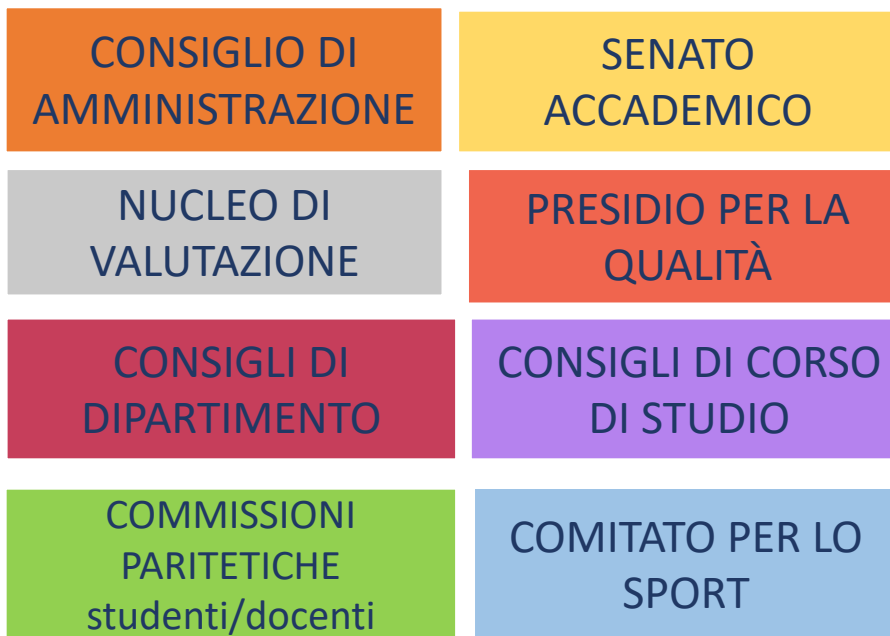 CONSIGLIO DI
AMMINISTRAZIONE
SENATO
ACCADEMICO
NUCLEO DI
VALUTAZIONE
PRESIDIO PER LA
QUALITÀ
CONSIGLI DI
DIPARTIMENTO
CONSIGLI DI CORSO
DI STUDIO
COMMISSIONI
PARITETICHE
studenti/docenti
COMITATO PER LO
SPORT